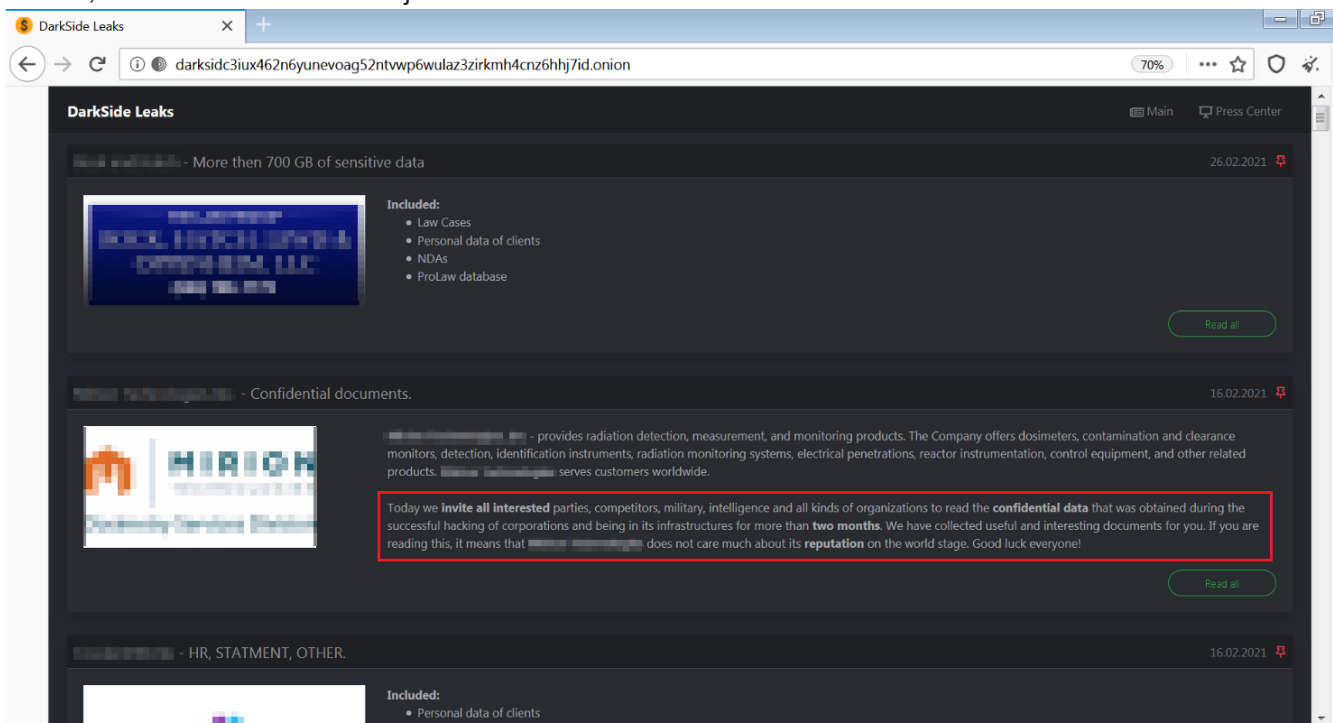 DarkSide Leaks
darksidc3iux462n6yunevoag52ntvwp6wulaz3zirkmh4cnz6hhj7id.onion
70%
DarkSide Leaks
Main
Press Center
- More then 700 GB of sensitive data
26.02.2021
Included:
• Law Cases
• Personal data of clients
• NDAs
• ProLaw database
Read all
- Confidential documents.
16.02.2021
- provides radiation detection, measurement, and monitoring products. The Company offers dosimeters, contamination and clearance
monitors, detection, identification instruments, radiation monitoring systems, electrical penetrations, reactor instrumentation, control equipment, and other related
products. serves customers worldwide.
Today we invite all interested parties, competitors, military, intelligence and all kinds of organizations to read the confidential data that was obtained during the
successful hacking of corporations and being in its infrastructures for more than two months. We have collected useful and interesting documents for you. If you are
reading this, it means that does not care much about its reputation on the world stage. Good luck everyone!
Read all
- HR, STATMENT, OTHER.
16.02.2021
Included:
• Personal data of clients